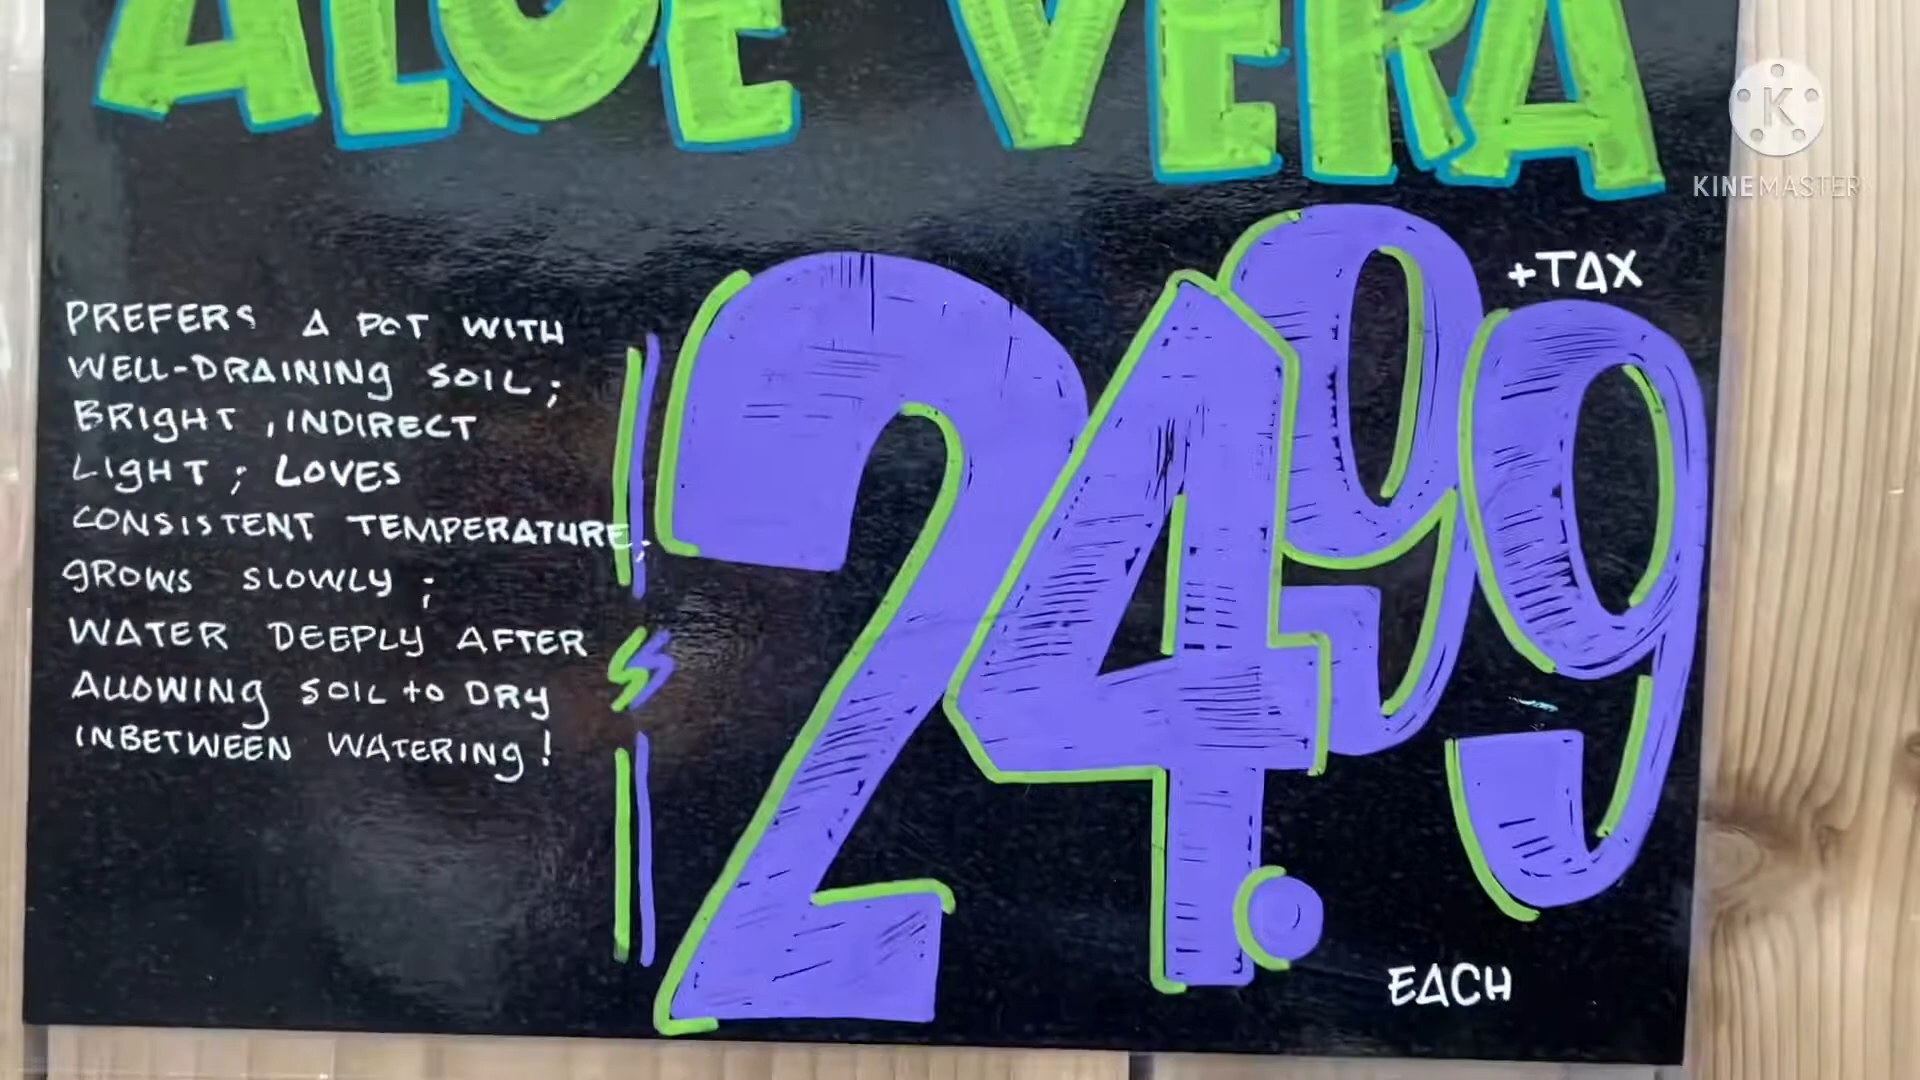 ALOE VERA
PREFERS A POT WITH
WELL-DRAINING SOIL;
BRIGHT, INDIRECT
LIGHT; LOVES
CONSISTENT TEMPERATURE;
GROWS SLOWLY;
WATER DEEPLY AFTER
ALLOWING SOIL TO DRY
INBETWEEN WATERING!
24.99
+TAX
EACH
K
KINEMASTER